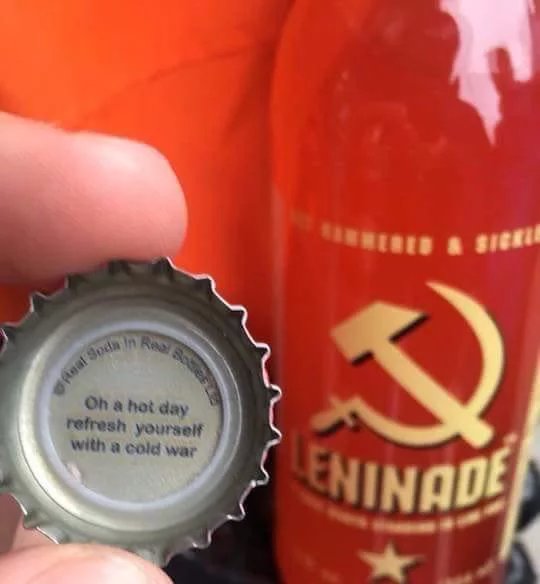 © Real Soda In Real Bottles Ltd
Oh a hot day
refresh yourself
with a cold war
HAMMERED & SICKLE
LENINADE